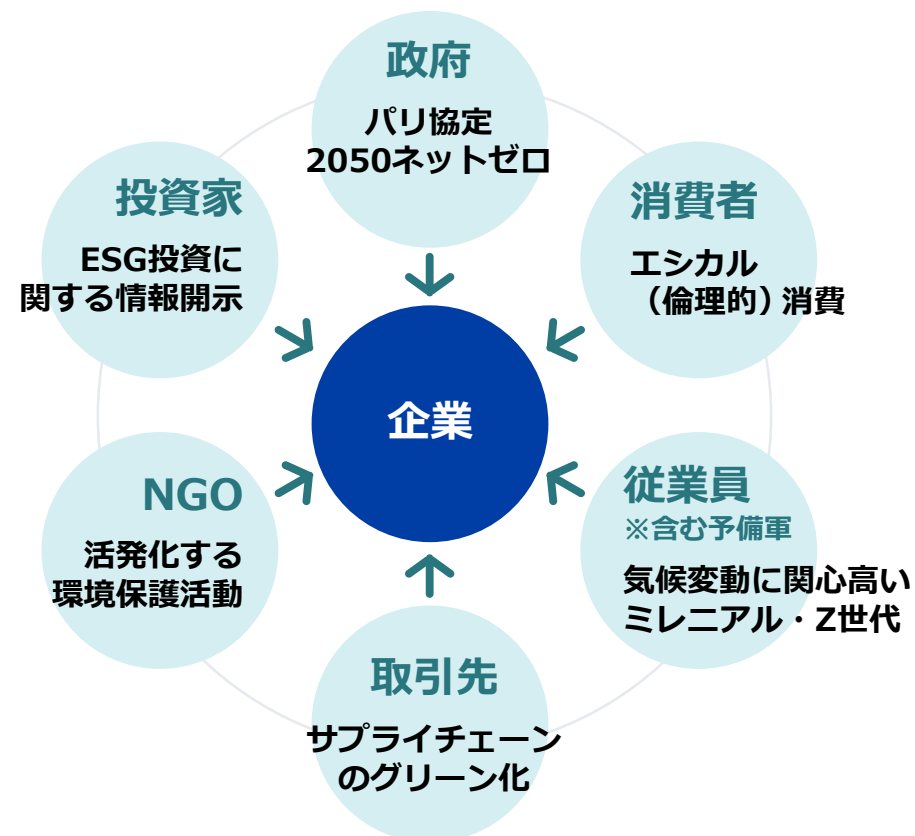 政府
パリ協定
2050ネットゼロ
投資家
ESG投資に
関する情報開示
消費者
エシカル
（倫理的）消費
企業
NGO
活発化する
環境保護活動
従業員
※含む予備軍
気候変動に関心高い
ミレニアル・Z世代
取引先
サプライチェーン
のグリーン化